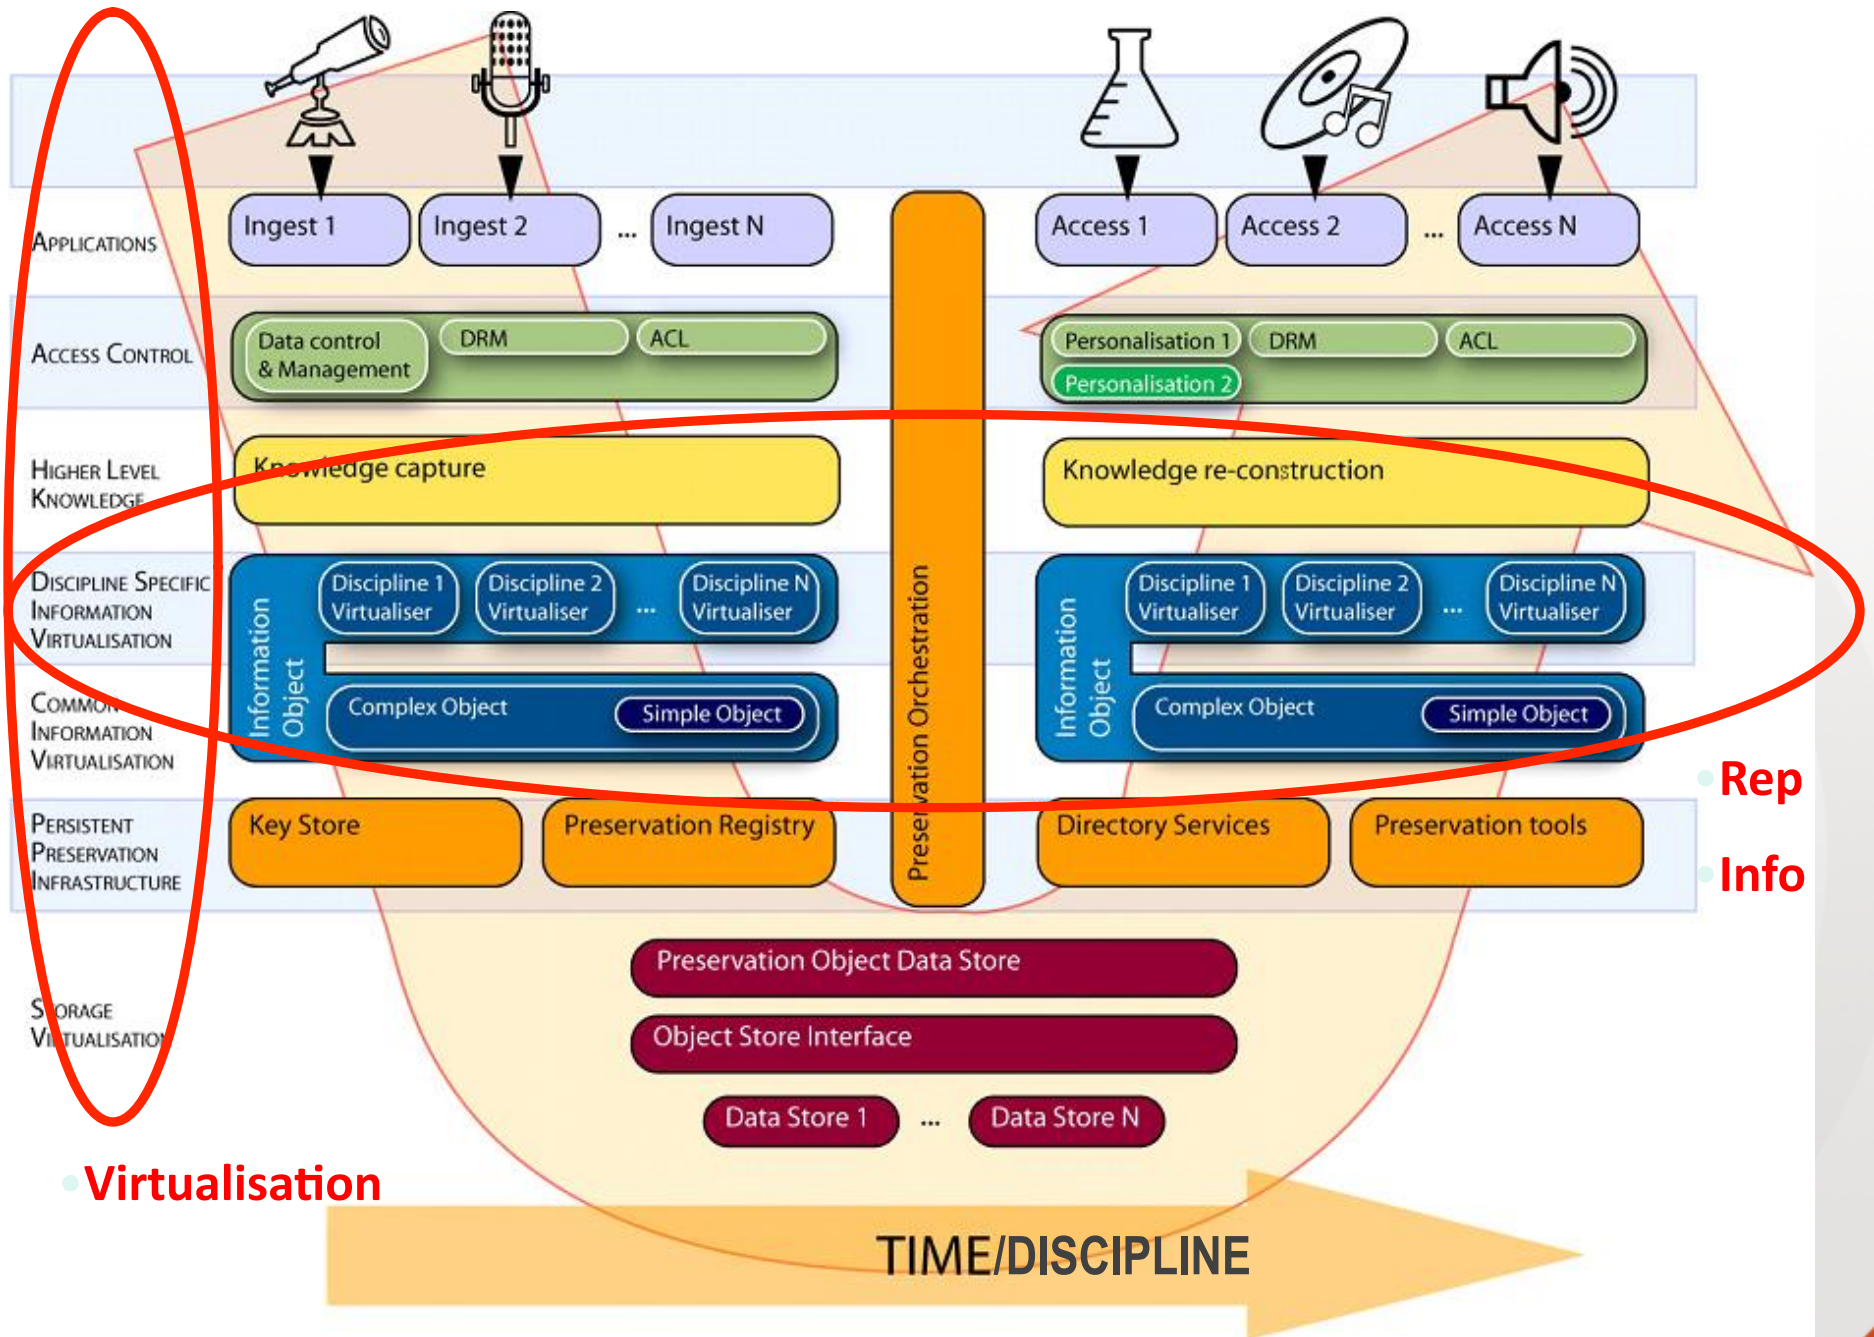 APPLICATIONS
Ingest 1
Ingest 2
...
Ingest N
Access 1
Access 2
...
Access N
ACCESS CONTROL
Data control
& Management
DRM
ACL
Personalisation 1
Personalisation 2
DRM
ACL
HIGHER LEVEL
KNOWLEDGE
Knowledge capture
Knowledge re-construction
Preservation Orchestration
DISCIPLINE SPECIFIC
INFORMATION
VIRTUALISATION
Information
Object
Discipline 1
Virtualiser
Discipline 2
Virtualiser
...
Discipline N
Virtualiser
Information
Object
Discipline 1
Virtualiser
Discipline 2
Virtualiser
...
Discipline N
Virtualiser
COMMON
INFORMATION
VIRTUALISATION
Complex Object
Simple Object
Complex Object
Simple Object
•Rep
•Info
PERSISTENT
PRESERVATION
INFRASTRUCTURE
Key Store
Preservation Registry
Directory Services
Preservation tools
STORAGE
VIRTUALISATION
Preservation Object Data Store
Object Store Interface
Data Store 1
...
Data Store N
•Virtualisation
TIME/DISCIPLINE